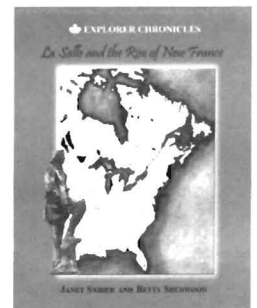 EXPLORER CHRONICLES
La Salle and the Rise of New France
JANET SNIDER AND BETTY SHERWOOD